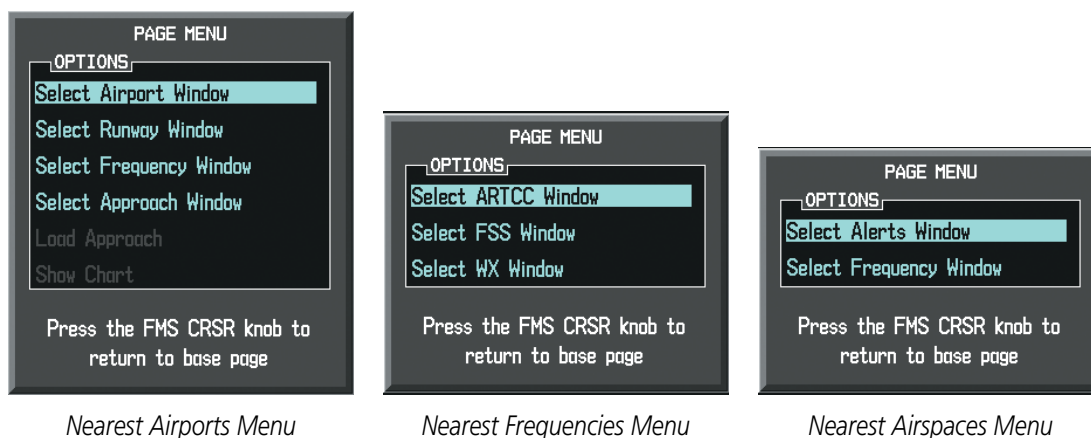 PAGE MENU
OPTIONS
Select Airport Window
Select Runway Window
Select Frequency Window
Select Approach Window
Load Approach
Show Chart
Press the FMS CRSR knob to
return to base page
Nearest Airports Menu
PAGE MENU
OPTIONS
Select ARTCC Window
Select FSS Window
Select WX Window
Press the FMS CRSR knob to
return to base page
Nearest Frequencies Menu
PAGE MENU
OPTIONS
Select Alerts Window
Select Frequency Window
Press the FMS CRSR knob to
return to base page
Nearest Airspaces Menu